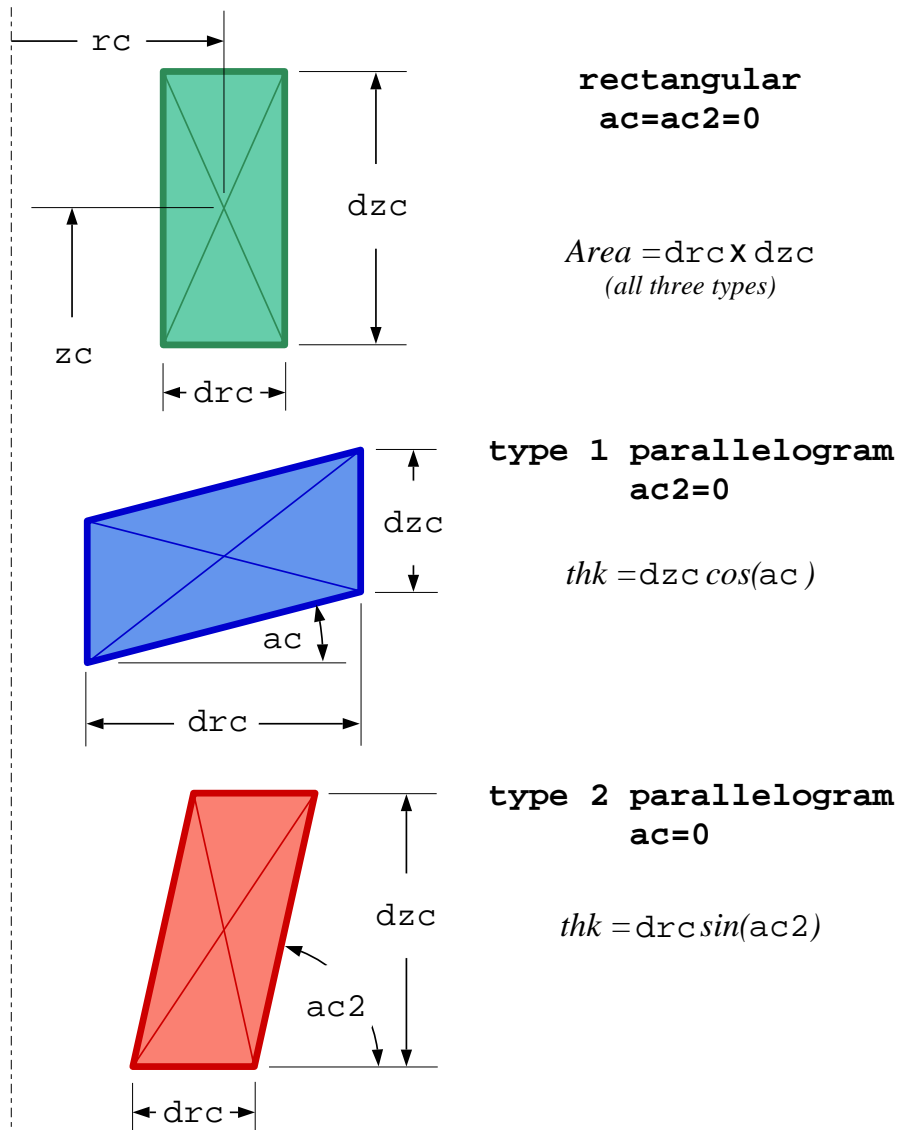 rc
rectangular
ac=ac2=0
dzc
Area = drc x dzc
(all three types)
zc
drc
type 1 parallelogram
ac2=0
dzc
thk = dzc cos(ac )
ac
drc
type 2 parallelogram
ac=0
dzc
thk = drc sin(ac2)
ac2
drc